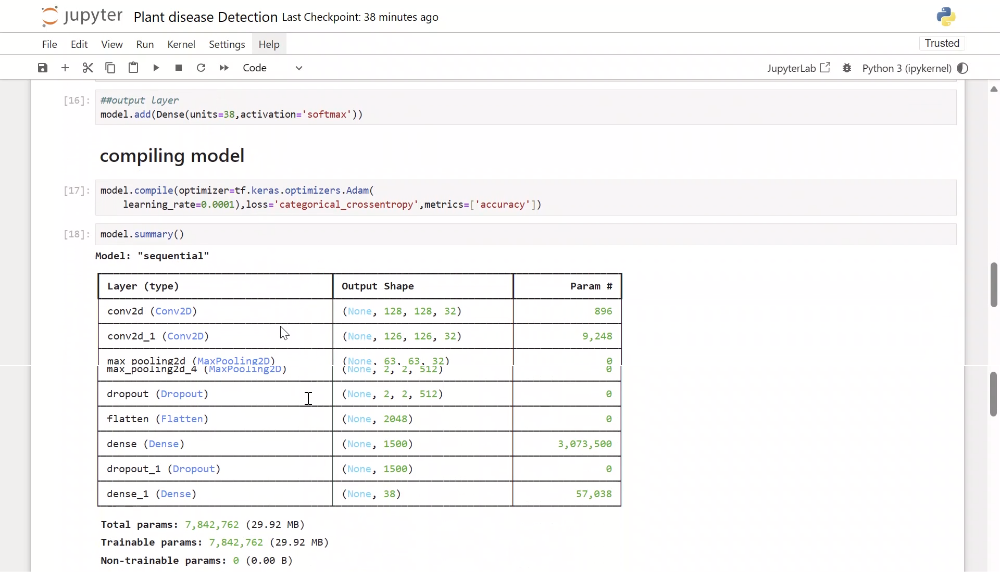 jupyter Plant disease Detection Last Checkpoint: 38 minutes ago
File Edit View Run Kernel Settings Help Trusted
Code JupyterLab Python 3 (ipykernel)
[16]: ##output layer
model.add(Dense(units=38,activation='softmax'))
compiling model
[17]: model.compile(optimizer=tf.keras.optimizers.Adam(
learning_rate=0.0001),loss='categorical_crossentropy',metrics=['accuracy'])
[18]: model.summary()
Model: "sequential"
Layer (type) Output Shape Param #
conv2d (Conv2D) (None, 128, 128, 32) 896
conv2d_1 (Conv2D) (None, 126, 126, 32) 9,248
max_pooling2d (MaxPooling2D) (None, 63, 63, 32) 0
max_pooling2d_4 (MaxPooling2D) (None, 2, 2, 512) 0
dropout (Dropout) (None, 2, 2, 512) 0
flatten (Flatten) (None, 2048) 0
dense (Dense) (None, 1500) 3,073,500
dropout_1 (Dropout) (None, 1500) 0
dense_1 (Dense) (None, 38) 57,038
Total params: 7,842,762 (29.92 MB)
Trainable params: 7,842,762 (29.92 MB)
Non-trainable params: 0 (0.00 B)